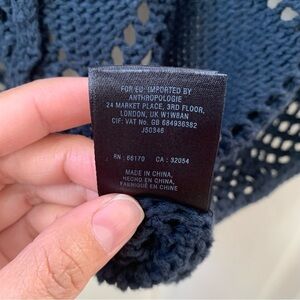 FOR EU, IMPORTED BY
ANTHROPOLOGIE
24 MARKET PLACE, 3RD FLOOR,
LONDON, UK W1W8AN
CIF: VAT No. GB 684936382
J50346
RN : 66170 CA : 32054
MADE IN CHINA,
HECHO EN CHINA,
FABRIQUÉ EN CHINE